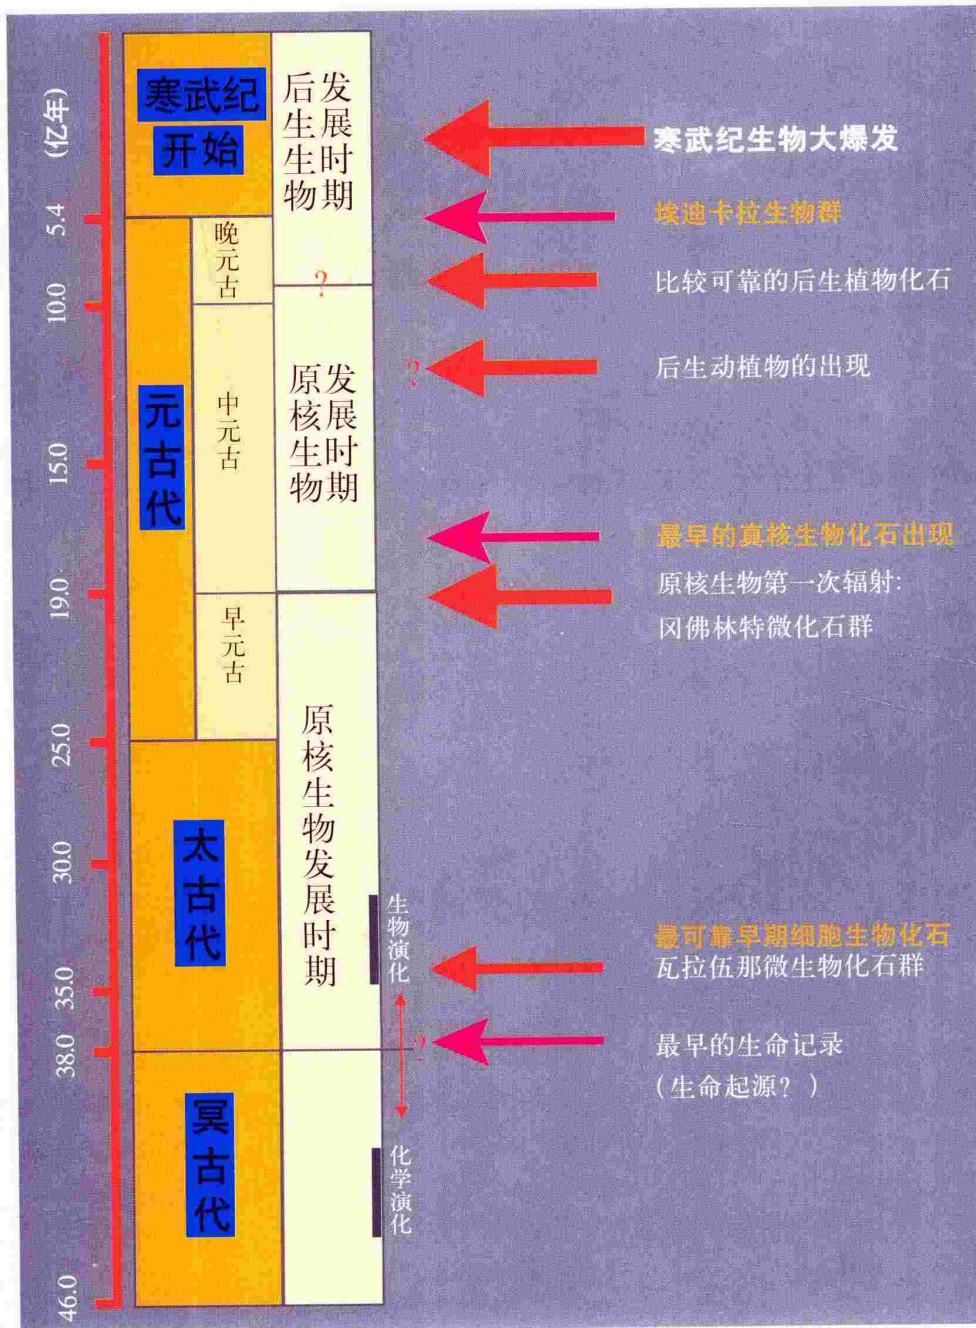 (亿年)
5.4
10.0
15.0
19.0
25.0
30.0
35.0
38.0
46.0
寒武纪
开始
元古代
晚元古
中元古
早元古
太古代
冥古代
后生生物
发展时期
?
原核生物
发展时期
原核生物发展时期
生物演化
化学演化
寒武纪生物大爆发
埃迪卡拉生物群
比较可靠的后生植物化石
?
后生动植物的出现
最早的真核生物化石出现
原核生物第一次辐射:
冈佛林特微化石群
最可靠早期细胞生物化石
瓦拉伍那微生物化石群
?
最早的生命记录
(生命起源?)